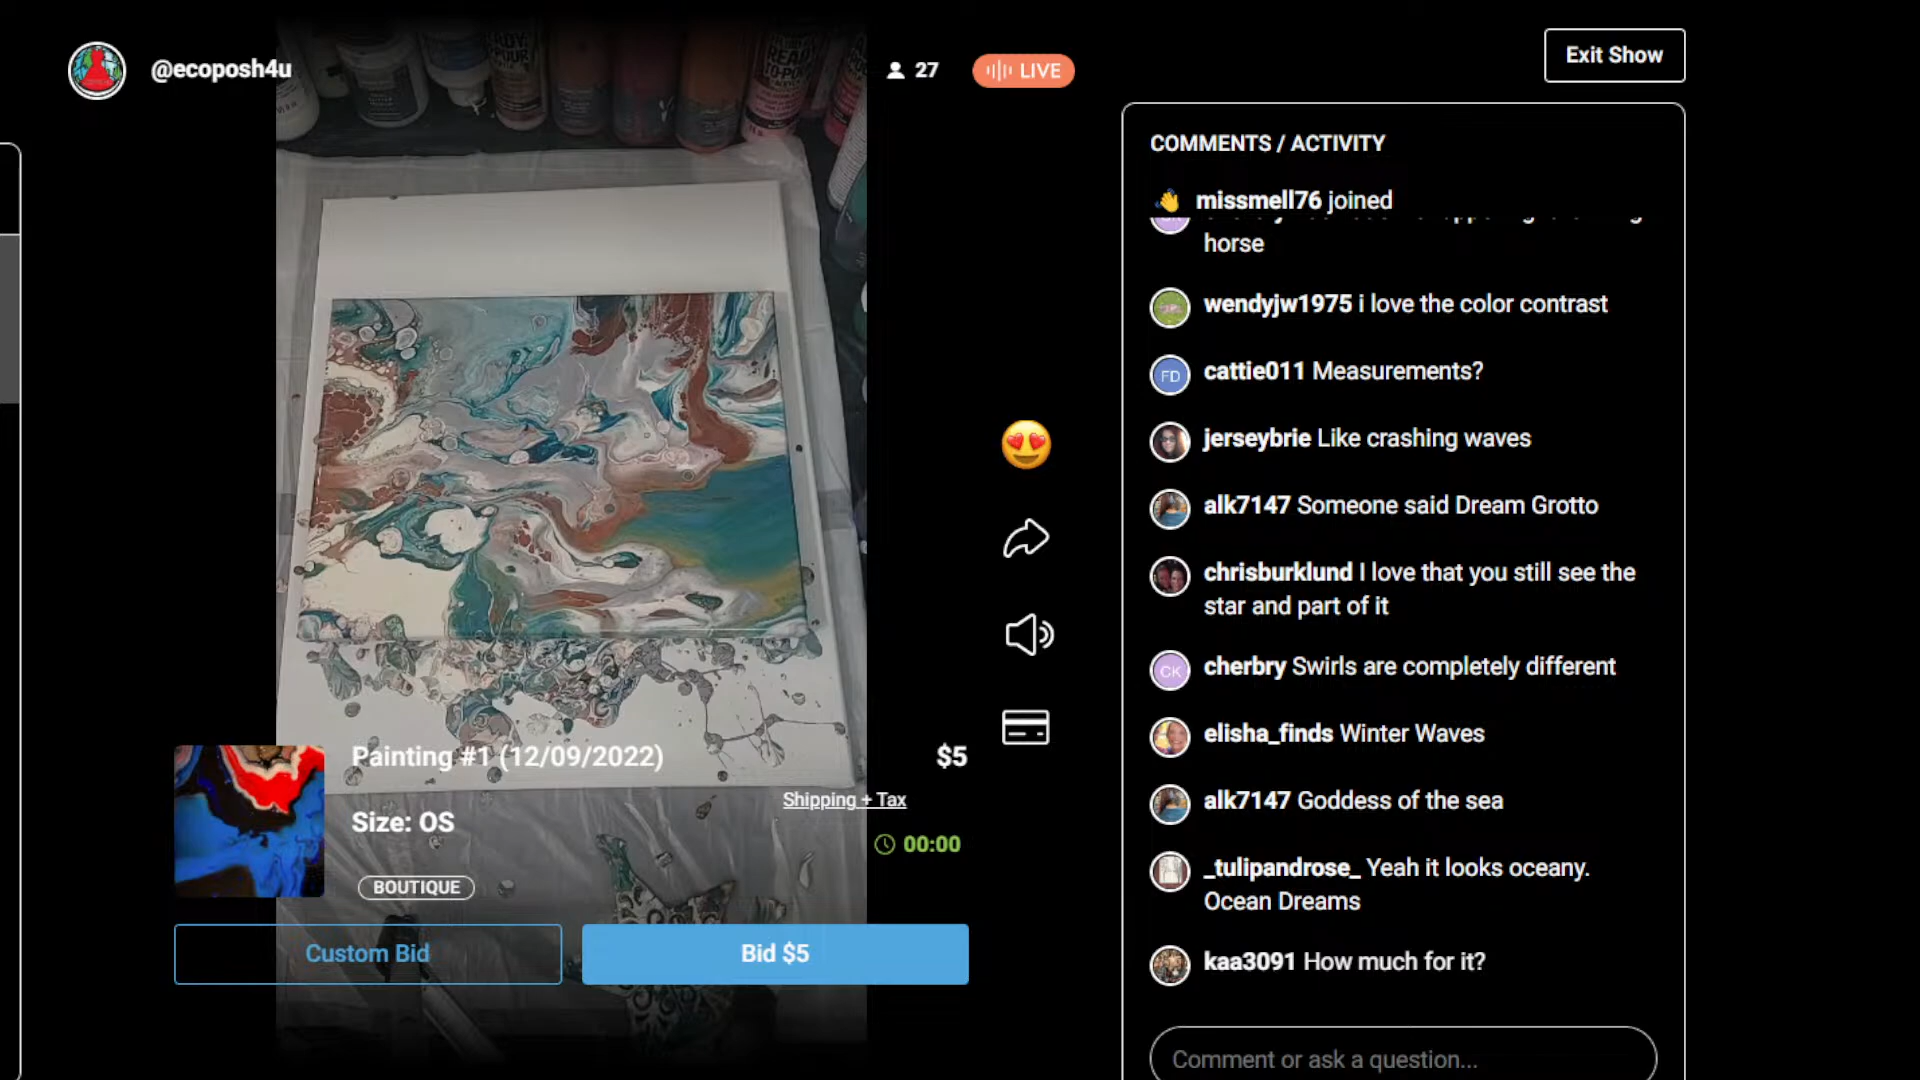 @ecoposh4u
27
LIVE
Exit Show
COMMENTS / ACTIVITY
missmell76 joined
horse
wendyjw1975 i love the color contrast
FD
cattie011 Measurements?
jerseybrie Like crashing waves
alk7147 Someone said Dream Grotto
chrisburklund I love that you still see the
star and part of it
CK
cherbry Swirls are completely different
elisha_finds Winter Waves
alk7147 Goddess of the sea
_tulipandrose_ Yeah it looks oceany.
Ocean Dreams
kaa3091 How much for it?
Comment or ask a question...
Painting #1 (12/09/2022)
$5
Shipping + Tax
Size: OS
00:00
BOUTIQUE
Custom Bid
Bid $5